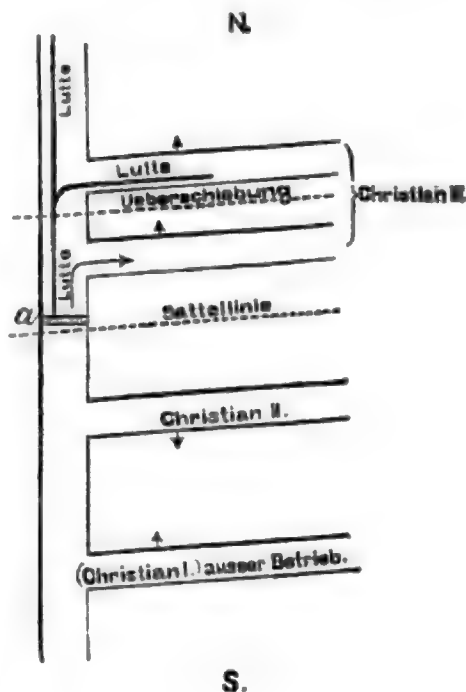 N.
Lutte
Lutte
Ueberschiebung
Christian III.
Lutte
a
Sattellinie
Christian II.
(Christian I.) ausser Betrieb.
S.